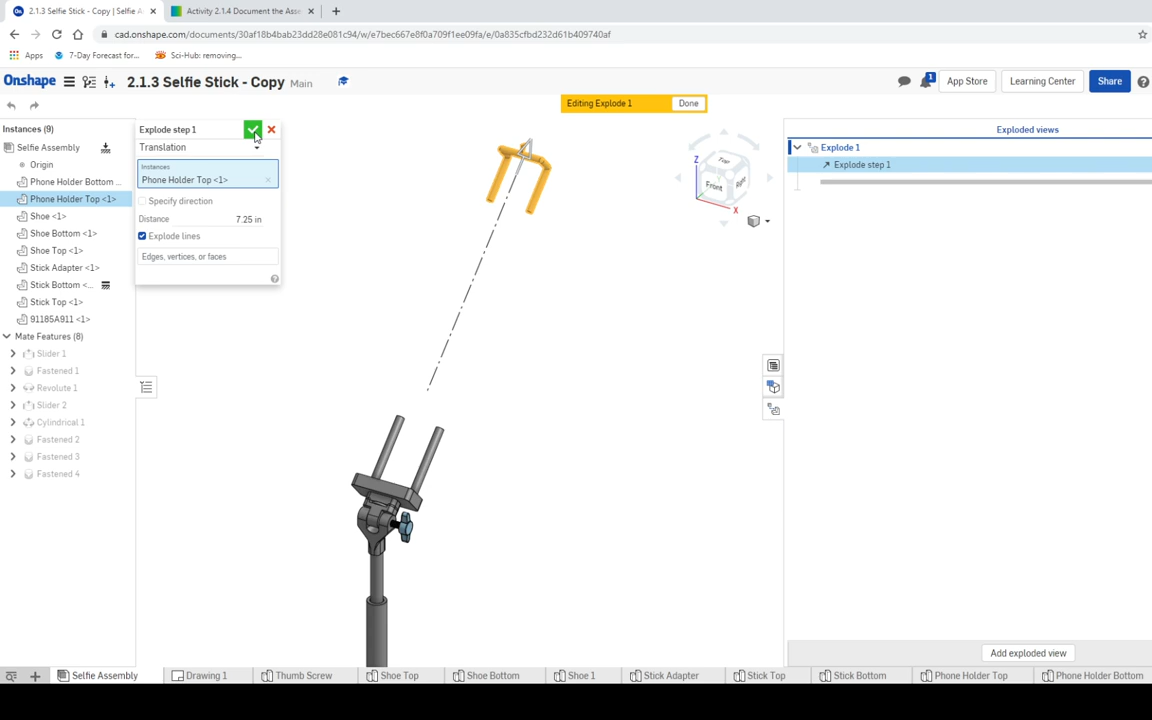 2.1.3 Selfie Stick - Copy | Selfie A
Activity 2.1.4 Document the Asse
cad.onshape.com/documents/30af18b4bab23dd28e081c94/w/e7bec667e8f0a709f1ee09fa/e/0a835cfbd232d61b409740af
Apps 7-Day Forecast for... Sci-Hub: removing...
Onshape 2.1.3 Selfie Stick - Copy Main 1 App Store Learning Center Share
Editing Explode 1 Done
Instances (9)
Selfie Assembly
Origin
Phone Holder Bottom ...
Phone Holder Top <1>
Shoe <1>
Shoe Bottom <1>
Shoe Top <1>
Stick Adapter <1>
Stick Bottom <...
Stick Top <1>
91185A911 <1>
Mate Features (8)
Slider 1
Fastened 1
Revolute 1
Slider 2
Cylindrical 1
Fastened 2
Fastened 3
Fastened 4
Explode step 1
Translation
Instances
Phone Holder Top <1>
Specify direction
Distance 7.25 in
Explode lines
Edges, vertices, or faces
Z
Top
Front
Right
X
Exploded views
Explode 1
Explode step 1
Add exploded view
Selfie Assembly Drawing 1 Thumb Screw Shoe Top Shoe Bottom Shoe 1 Stick Adapter Stick Top Stick Bottom Phone Holder Top Phone Holder Bottom